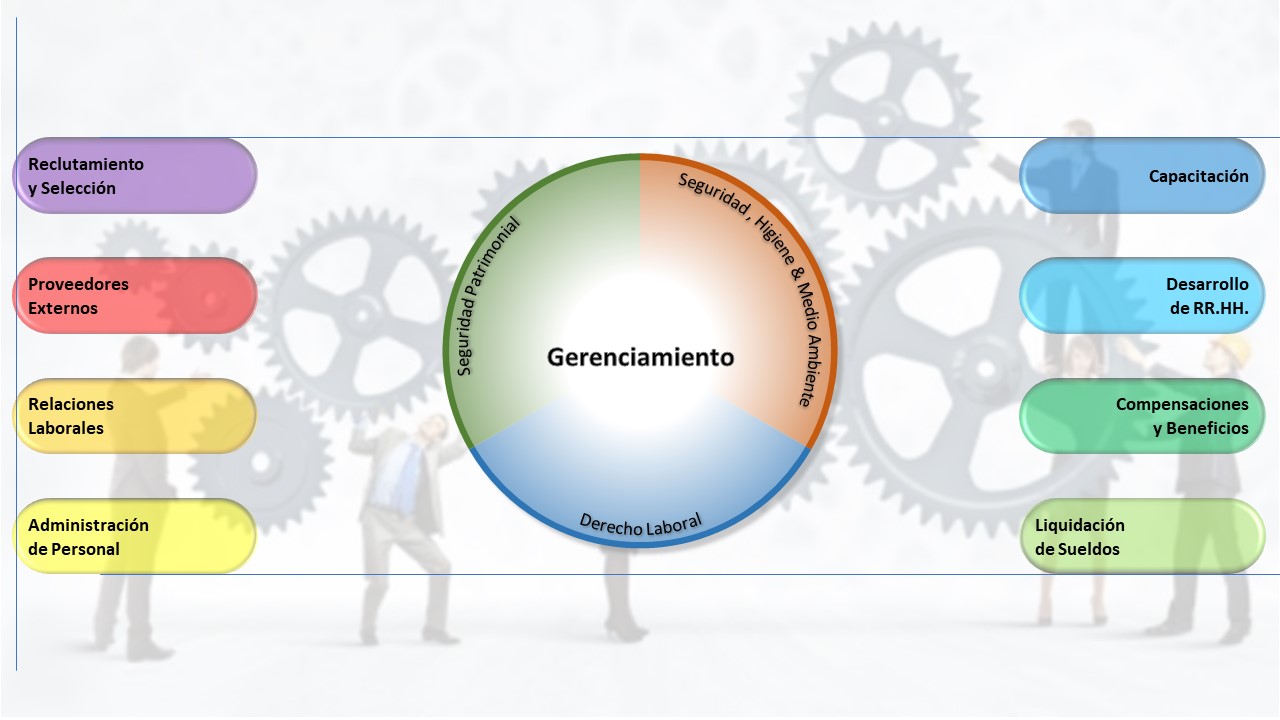 Reclutamiento
y Selección
Proveedores
Externos
Relaciones
Laborales
Administración
de Personal
Seguridad Patrimonial
Seguridad, Higiene & Medio Ambiente
Gerenciamiento
Derecho Laboral
Capacitación
Desarrollo
de RR.HH.
Compensaciones
y Beneficios
Liquidación
de Sueldos